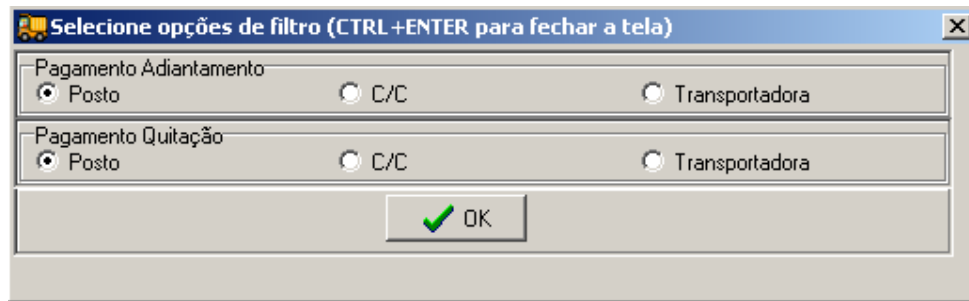 Selecione opções de filtro (CTRL+ENTER para fechar a tela)
Pagamento Adiantamento
Posto C/C Transportadora
Pagamento Quitação
Posto C/C Transportadora
OK